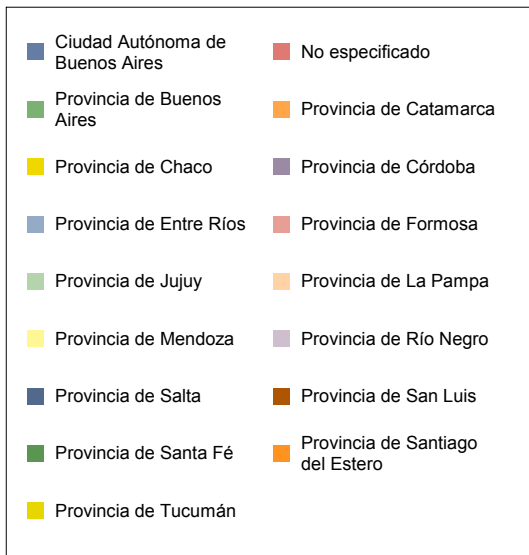 Ciudad Autónoma de
Buenos Aires
No especificado
Provincia de Buenos
Aires
Provincia de Catamarca
Provincia de Chaco
Provincia de Córdoba
Provincia de Entre Ríos
Provincia de Formosa
Provincia de Jujuy
Provincia de La Pampa
Provincia de Mendoza
Provincia de Río Negro
Provincia de Salta
Provincia de San Luis
Provincia de Santa Fé
Provincia de Santiago
del Estero
Provincia de Tucumán